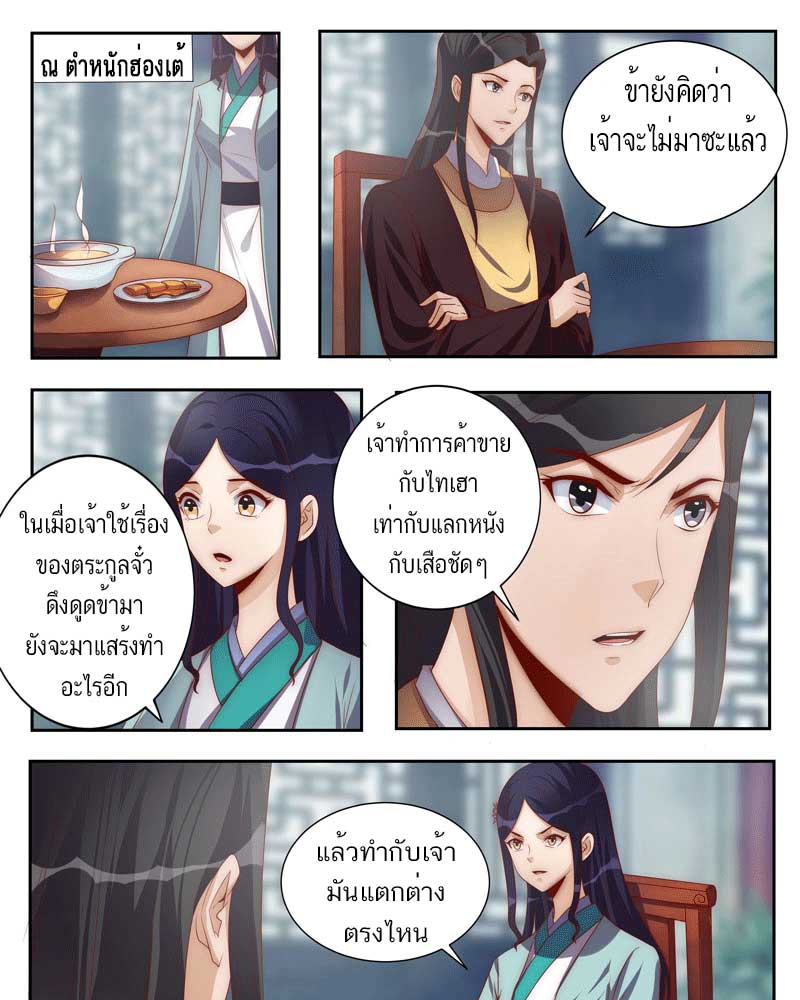 ณ ตำหนักฮ่องเต้
ข้ายังคิดว่า
เจ้าจะไม่มาซะแล้ว
ในเมื่อเจ้าใช้เรื่อง
ของตระกูลจั๋ว
ดึงดูดข้ามา
ยังจะมาแสร้งทำ
อะไรอีก
เจ้าทำการค้าขาย
กับไทเฮา
เท่ากับแลกหนัง
กับเสือชัดๆ
แล้วทำกับเจ้า
มันแตกต่าง
ตรงไหน